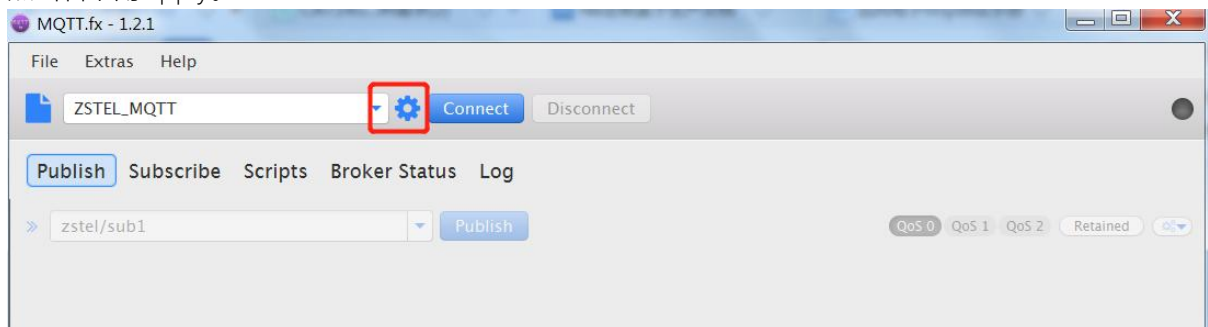 MQTT.fx - 1.2.1
File Extras Help
ZSTEL_MQTT Connect Disconnect
Publish Subscribe Scripts Broker Status Log
zstel/sub1 Publish QoS 0 QoS 1 QoS 2 Retained